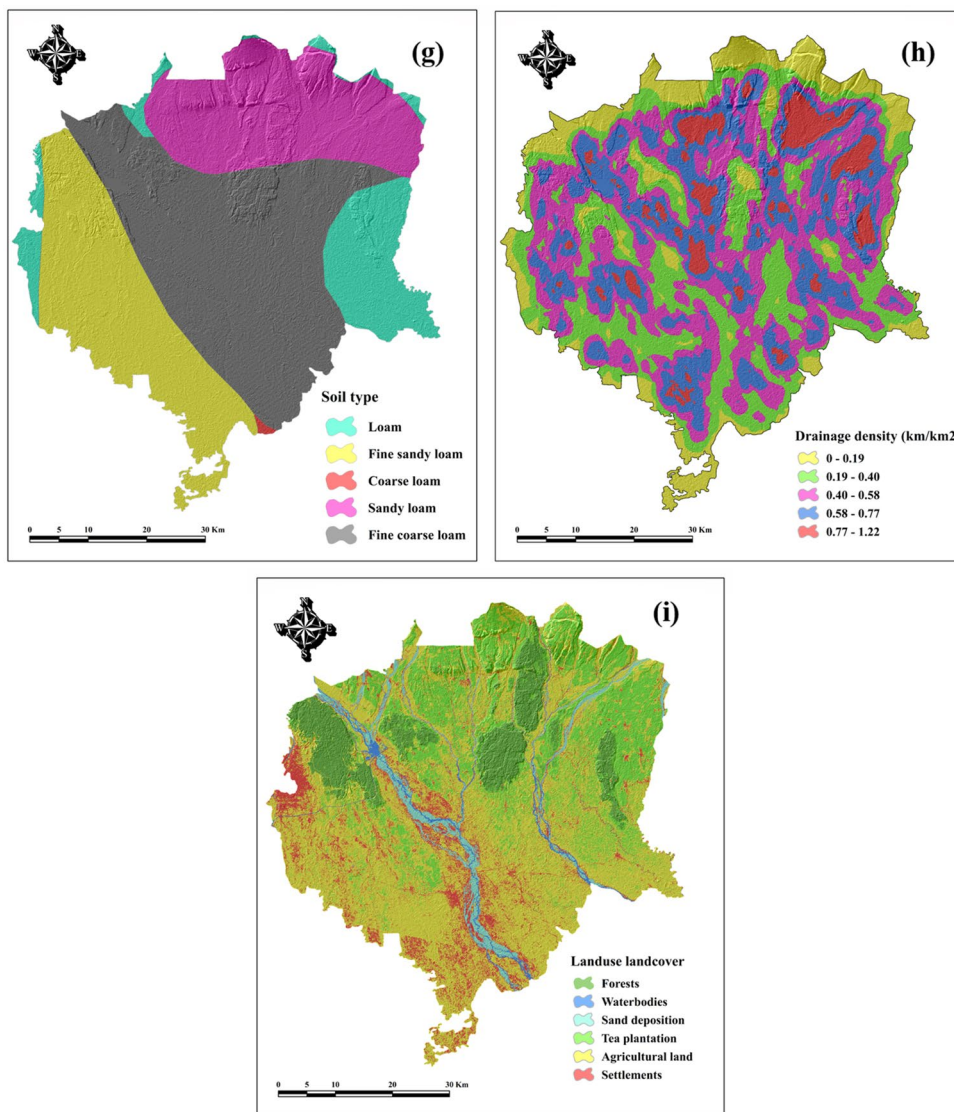 (g)
N
W
E
S
Soil type
Loam
Fine sandy loam
Coarse loam
Sandy loam
Fine coarse loam
0 5 10 20 30 Km
(h)
N
W
E
S
Drainage density (km/km2
0 - 0.19
0.19 - 0.40
0.40 - 0.58
0.58 - 0.77
0.77 - 1.22
0 5 10 20 30 Km
(i)
N
W
E
S
Landuse landcover
Forests
Waterbodies
Sand deposition
Tea plantation
Agricultural land
Settlements
0 5 10 20 30 Km